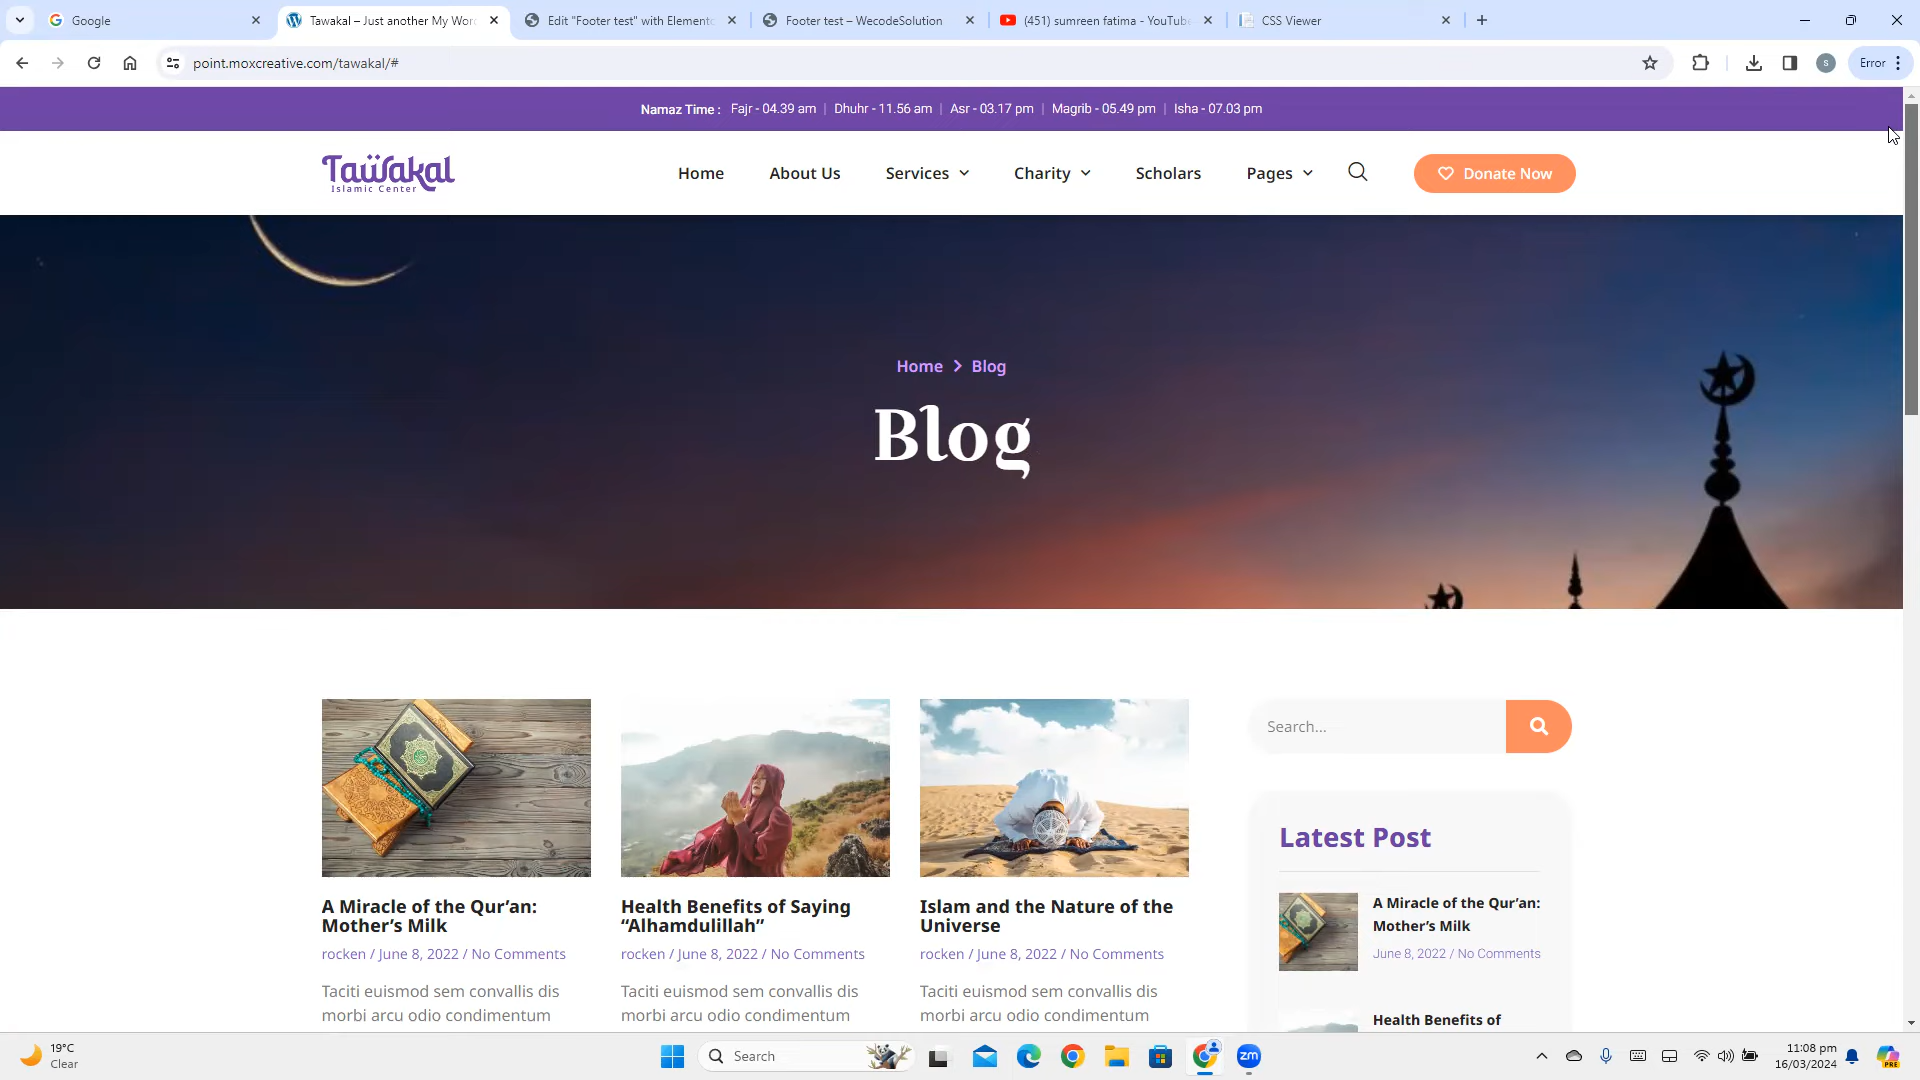 Google
Tawakal – Just another My Wor
Edit "Footer test" with Elemento
Footer test – WecodeSolution
(451) sumreen fatima - YouTube
CSS Viewer
point.moxcreative.com/tawakal/#
S
Error
Namaz Time : Fajr - 04.39 am | Dhuhr - 11.56 am | Asr - 03.17 pm | Magrib - 05.49 pm | Isha - 07.03 pm
Tawakal
Islamic Center
Home About Us Services Charity Scholars Pages Donate Now
Home > Blog
Blog
Search...
Latest Post
A Miracle of the Qur’an:
Mother’s Milk
rocken / June 8, 2022 / No Comments
Taciti euismod sem convallis dis
morbi arcu odio condimentum
Health Benefits of Saying
“Alhamdulillah”
rocken / June 8, 2022 / No Comments
Taciti euismod sem convallis dis
morbi arcu odio condimentum
Islam and the Nature of the
Universe
rocken / June 8, 2022 / No Comments
Taciti euismod sem convallis dis
morbi arcu odio condimentum
A Miracle of the Qur’an:
Mother’s Milk
June 8, 2022 / No Comments
Health Benefits of
19°C
Clear
Search
zm
11:08 pm
16/03/2024
PRE